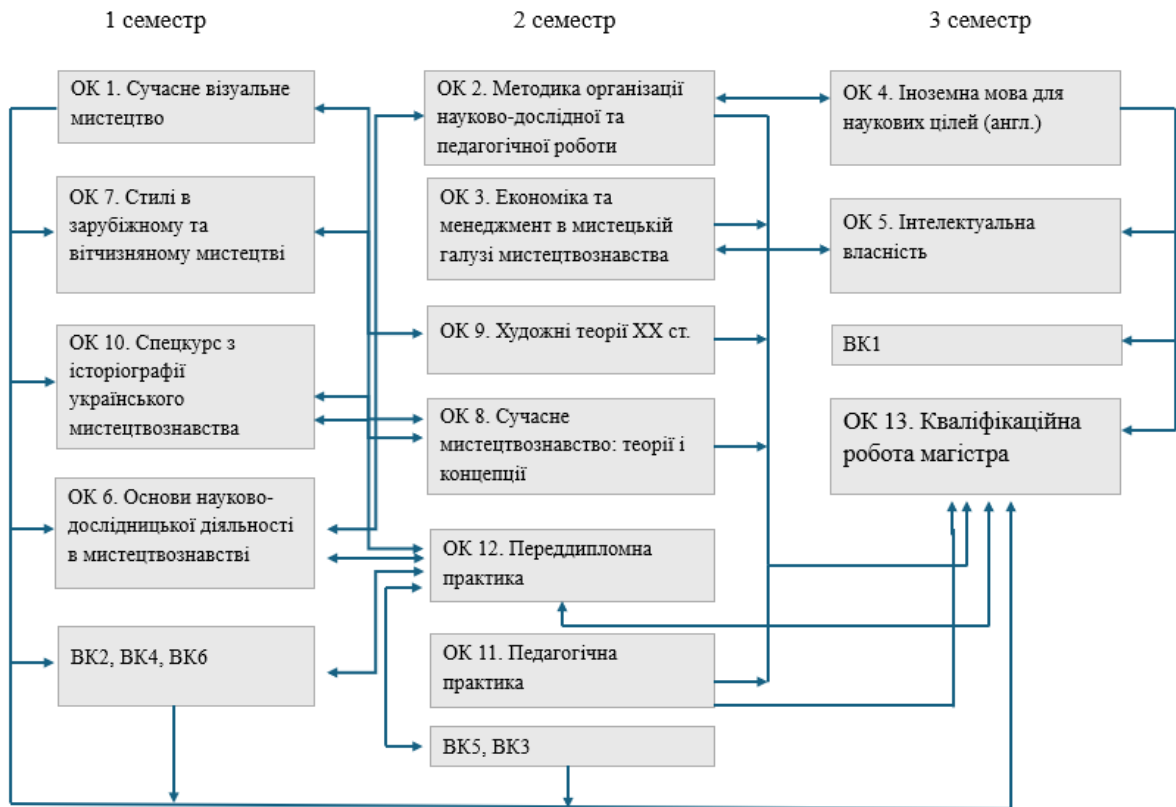 1 семестр
2 семестр
3 семестр
ОК 1. Сучасне візуальне
мистецтво
ОК 7. Стилі в
зарубіжному та
вітчизняному мистецтві
ОК 10. Спецкурс з
історіографії
українського
мистецтвознавства
ОК 6. Основи науково-
дослідницької діяльності
в мистецтвознавстві
ВК2, ВК4, ВК6
ОК 2. Методика організації
науково-дослідної та
педагогічної роботи
ОК 3. Економіка та
менеджмент в мистецькій
галузі мистецтвознавства
ОК 9. Художні теорії ХХ ст.
ОК 8. Сучасне
мистецтвознавство: теорії і
концепції
ОК 12. Переддипломна
практика
ОК 11. Педагогічна
практика
ВК5, ВК3
ОК 4. Іноземна мова для
наукових цілей (англ.)
ОК 5. Інтелектуальна
власність
ВК1
ОК 13. Кваліфікаційна
робота магістра